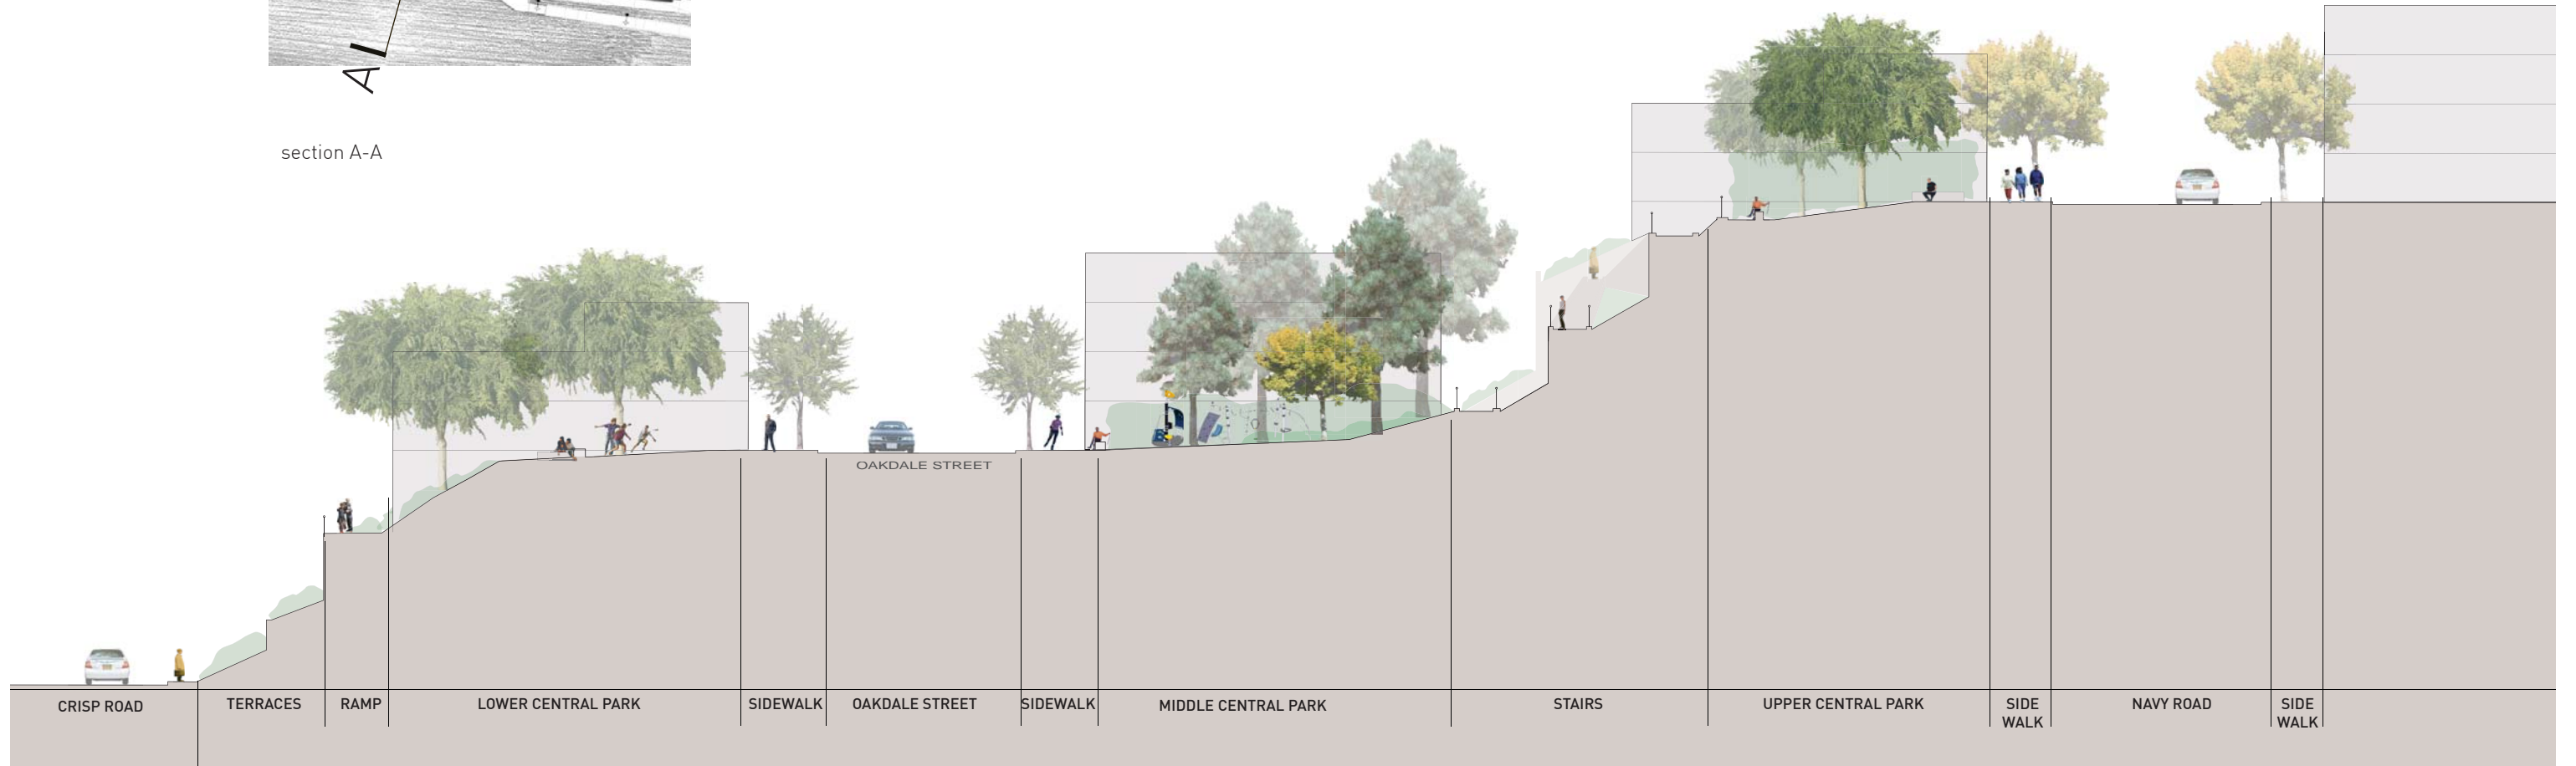 A
section A-A
OAKDALE STREET
CRISP ROAD
TERRACES
RAMP
LOWER CENTRAL PARK
SIDEWALK
OAKDALE STREET
SIDEWALK
MIDDLE CENTRAL PARK
STAIRS
UPPER CENTRAL PARK
SIDE
WALK
NAVY ROAD
SIDE
WALK